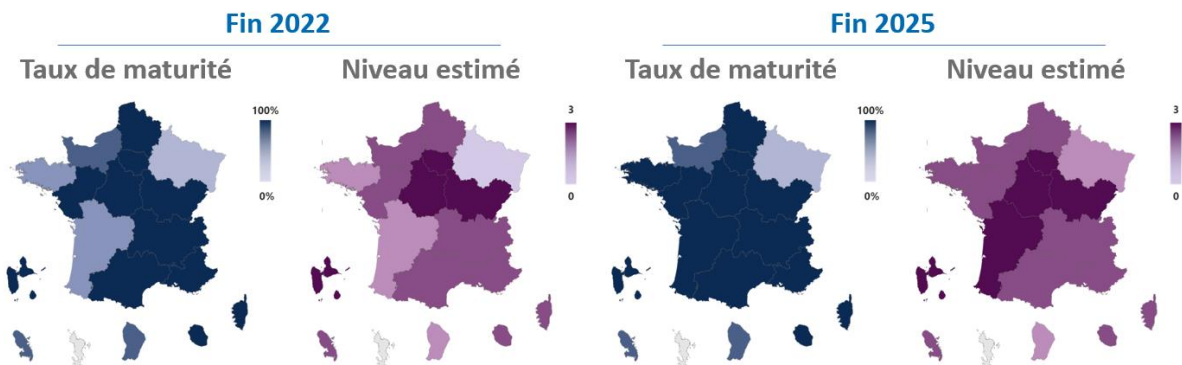 Fin 2022
Fin 2025
Taux de maturité
Niveau estimé
Taux de maturité
Niveau estimé
100%
3
100%
3
0%
0
0%
0